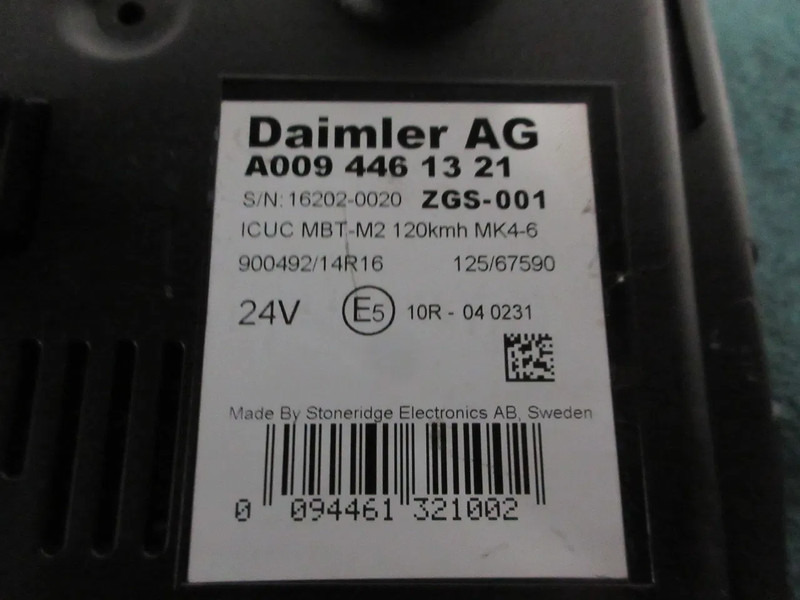 Daimler AG
A009 446 13 21
S/N: 16202-0020 ZGS-001
ICUC MBT-M2 120kmh MK4-6
900492/14R16 125/67590
24V E5 10R - 04 0231
Made By Stoneridge Electronics AB, Sweden
0 094461 321002